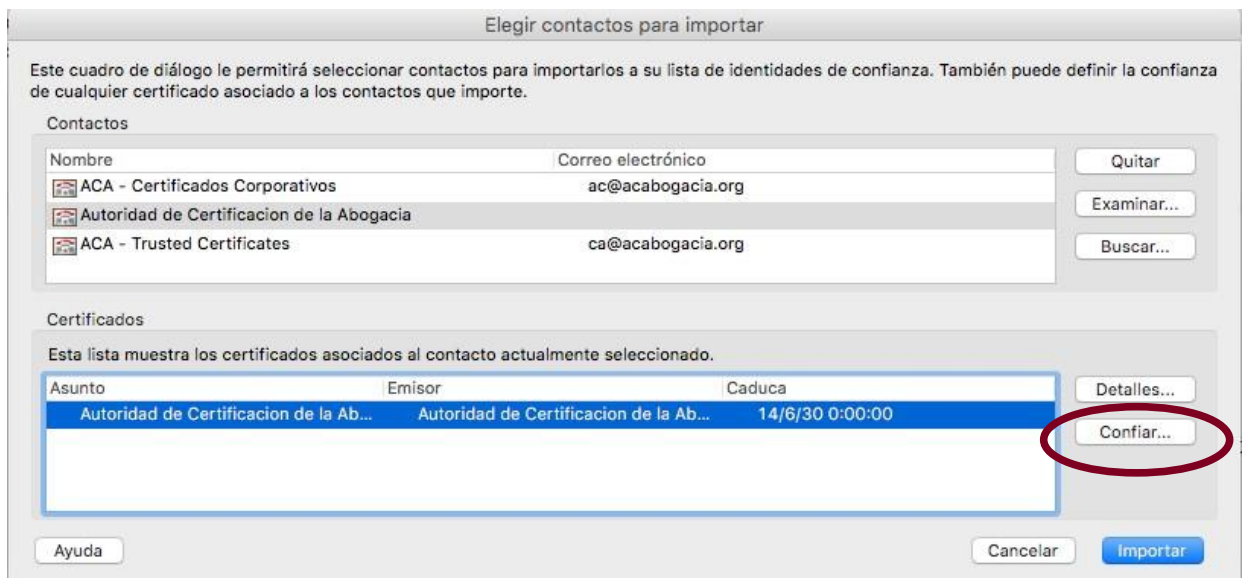 Elegir contactos para importar
Este cuadro de diálogo le permitirá seleccionar contactos para importarlos a su lista de identidades de confianza. También puede definir la confianza
de cualquier certificado asociado a los contactos que importe.
Contactos
Nombre Correo electrónico
ACA - Certificados Corporativos ac@acabogacia.org
Autoridad de Certificacion de la Abogacia
ACA - Trusted Certificates ca@acabogacia.org
Quitar
Examinar...
Buscar...
Certificados
Esta lista muestra los certificados asociados al contacto actualmente seleccionado.
Asunto Emisor Caduca
Autoridad de Certificacion de la Ab... Autoridad de Certificacion de la Ab... 14/6/30 0:00:00
Detalles...
Confiar...
Ayuda Cancelar Importar